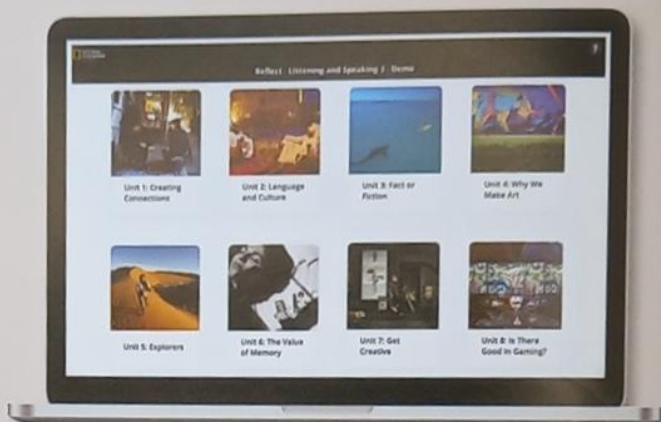 NATIONAL
GEOGRAPHIC
Reflect Listening and Speaking 3 Demo
Unit 1: Creating
Connections
Unit 2: Language
and Culture
Unit 3: Fact or
Fiction
Unit 4: Why We
Make Art
Unit 5: Explorers
Unit 6: The Value
of Memory
Unit 7: Get
Creative
Unit 8: Is There
Good in Gaming?